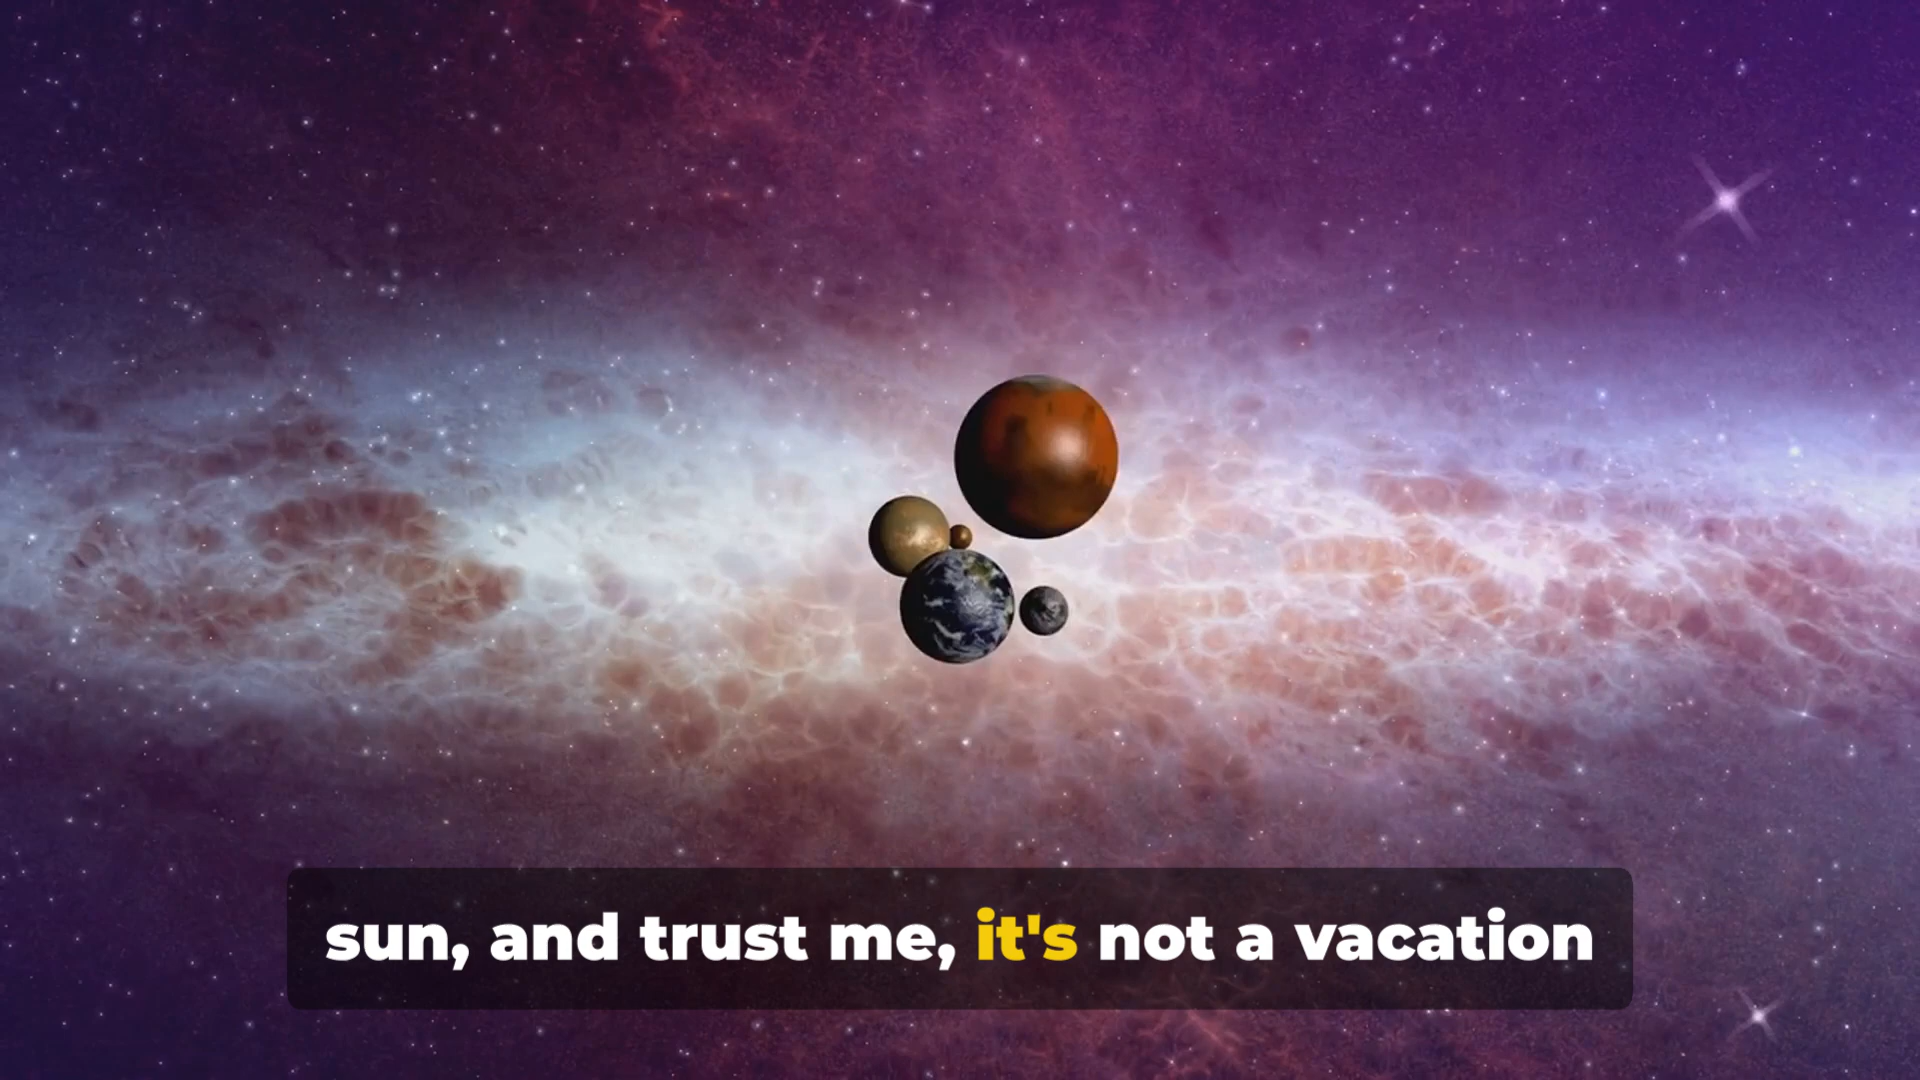 sun, and trust me, it's not a vacation